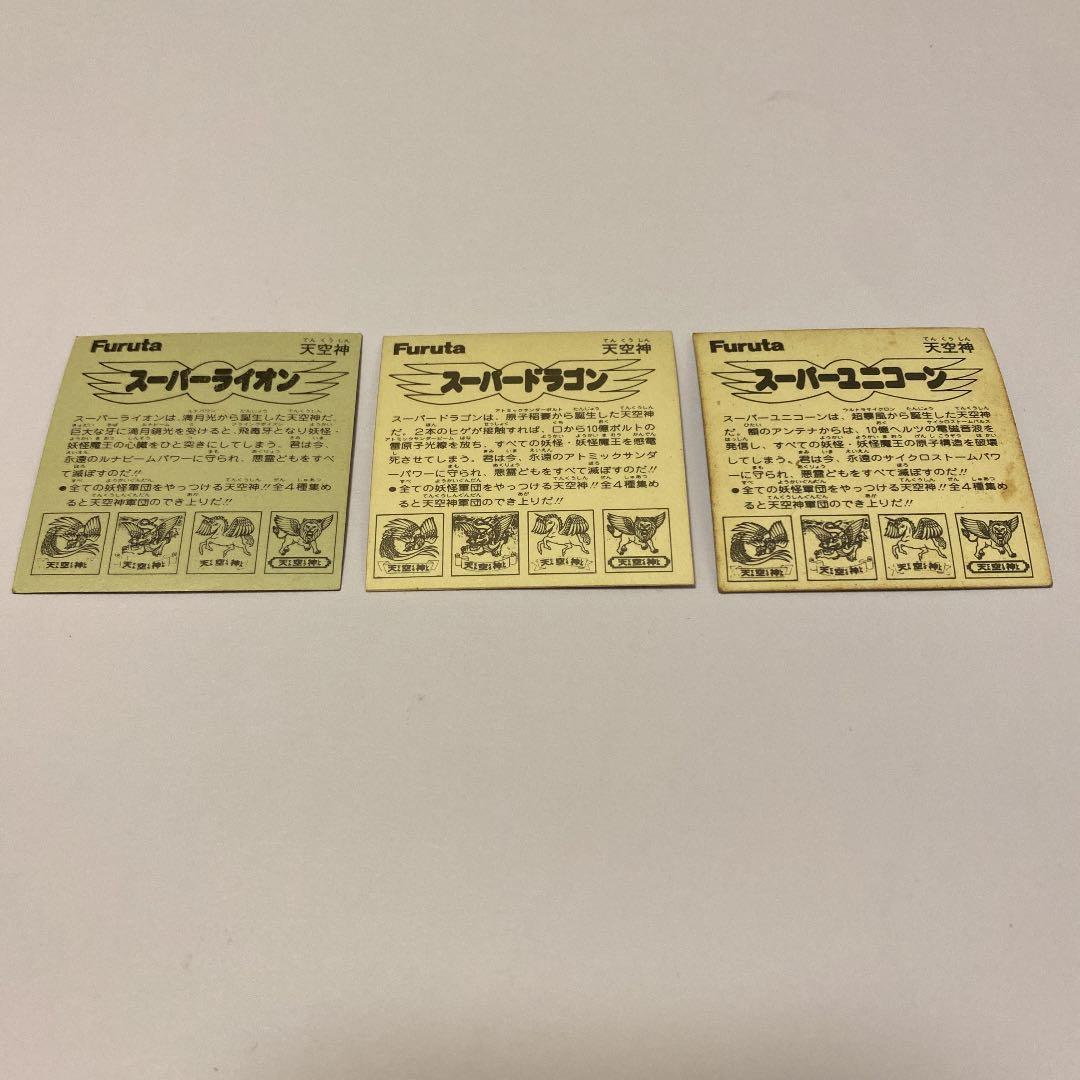 Furuta
てんくうしん
天空神
スーパーライオン
スーパーライオンは、満月光から誕生した天空神だ。
巨大な牙に満月鏡光を受けると、飛毒牙となり妖怪・
妖怪魔王の心臓をひと突きにしてしまう。君は今、
永遠のルナビームパワーに守られ、悪霊どもをすべ
て滅ぼすのだ!!
●全ての妖怪軍団をやっつける天空神!!全4種集め
ると天空神軍団のでき上りだ!!
天空神
天空神
天空神
天空神
Furuta
てんくうしん
天空神
スーパードラゴン
スーパードラゴンは、原子稲妻から誕生した天空神
だ。2本のヒゲが接触すれば、口から10億ボルトの
雷原子光線を放ち、すべての妖怪・妖怪魔王を感電
死させてしまう。君は今、永遠のアトミックサンダ
ーパワーに守られ、悪霊どもをすべて滅ぼすのだ!!
●全ての妖怪軍団をやっつける天空神!!全4種集め
ると天空神軍団のでき上りだ!!
天空神
天空神
天空神
天空神
Furuta
てんくうしん
天空神
スーパーユニコーン
スーパーユニコーンは、超暴風から誕生した天空神
だ。額のアンテナからは、10億ヘルツの電磁音波を
発信し、すべての妖怪・妖怪魔王の原子構造を破壊
してしまう。君は今、永遠のサイクロストームパワ
ーに守られ、悪霊どもをすべて滅ぼすのだ!!
●全ての妖怪軍団をやっつける天空神!!全4種集め
ると天空神軍団のでき上りだ!!
天空神
天空神
天空神
天空神